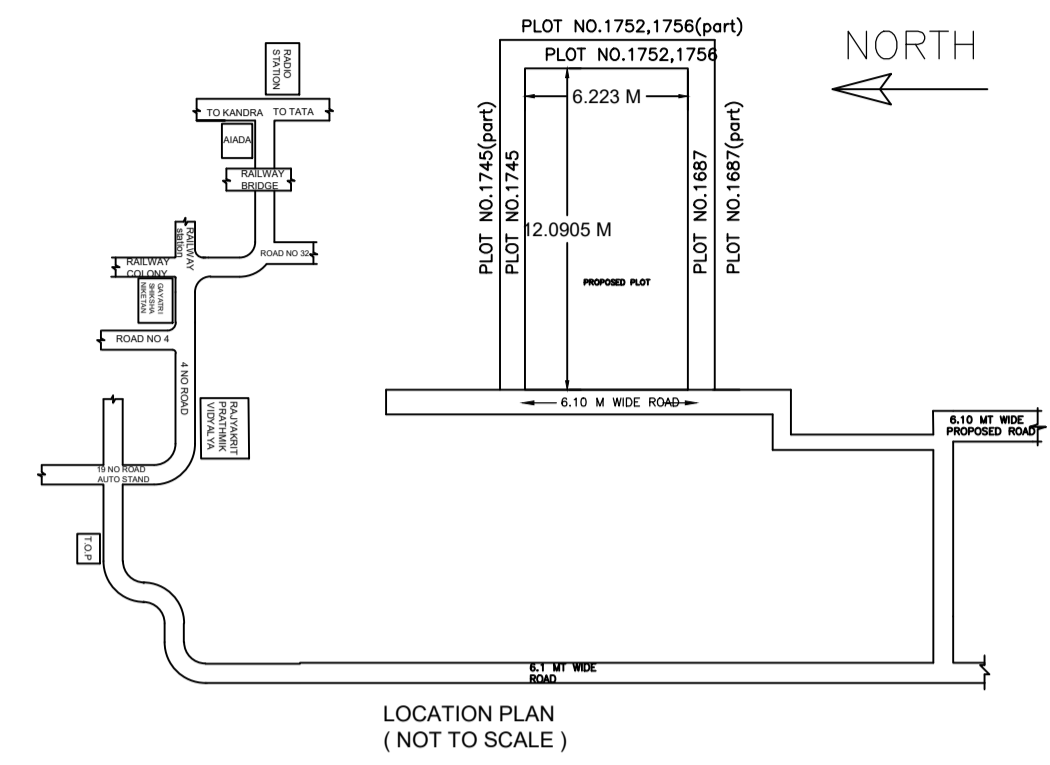 PLOT NO.1752,1756(part)
PLOT NO.1752,1756
NORTH
6.223 M
12.0905 M
PLOT NO.1745(part)
PLOT NO.1745
PLOT NO.1687
PLOT NO.1687(part)
PROPOSED PLOT
6.10 M WIDE ROAD
6.10 MT WIDE
PROPOSED ROAD
RADIO
STATION
TO KANDRA TO TATA
AIADA
RAILWAY
BRIDGE
ROAD NO 32
RAILWAY
station
RAILWAY
COLONY
GAYATRI
SHIKSHA
NIKETAN
ROAD NO 4
4 NO ROAD
RAJYAKRIT
PRATHMIK
VIDYALYA
19 NO ROAD
AUTO STAND
T.O.P
6.1 MT WIDE
ROAD
LOCATION PLAN
( NOT TO SCALE )